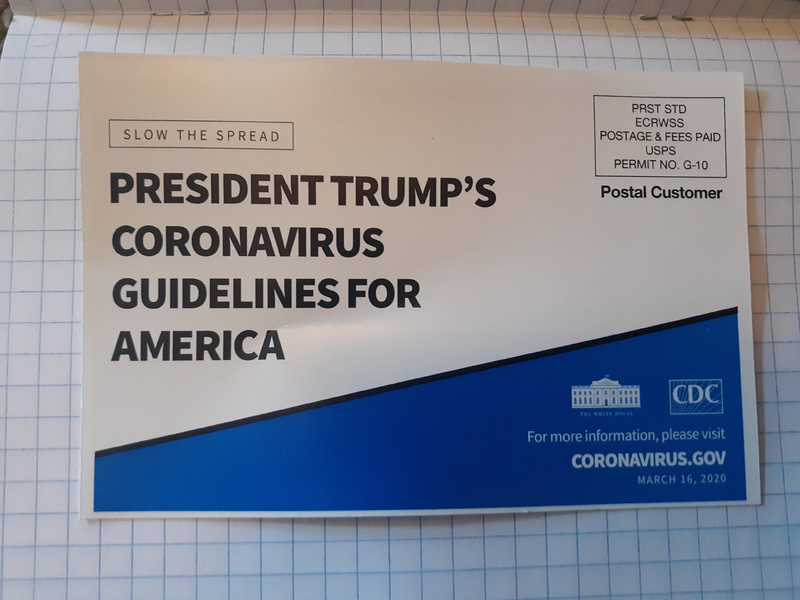 SLOW THE SPREAD
PRESIDENT TRUMP'S
CORONAVIRUS
GUIDELINES FOR
AMERICA
PRST STD
ECRWSS
POSTAGE & FEES PAID
USPS
PERMIT NO. G-10
Postal Customer
THE WHITE HOUSE
CDC
For more information, please visit
CORONAVIRUS.GOV
MARCH 16, 2020